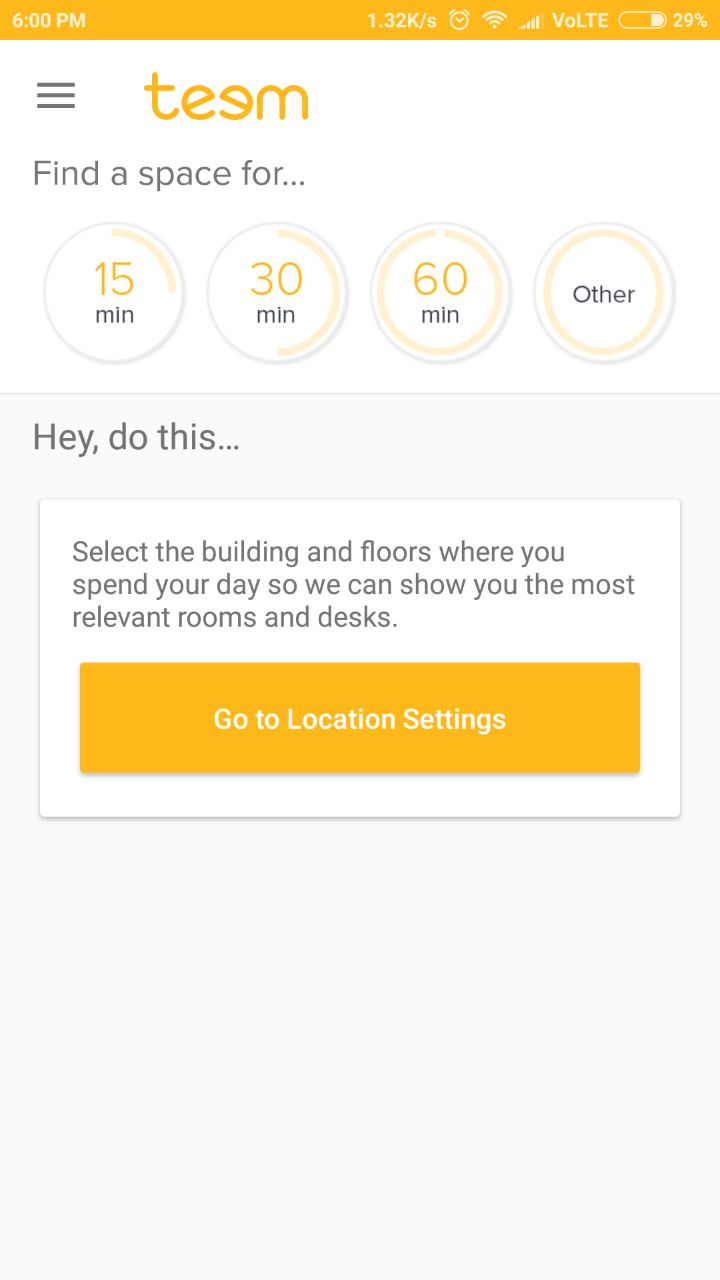 6:00 PM 1.32K/s VoLTE 29%
teem
Find a space for...
15 min 30 min 60 min Other
Hey, do this...
Select the building and floors where you
spend your day so we can show you the most
relevant rooms and desks.
Go to Location Settings